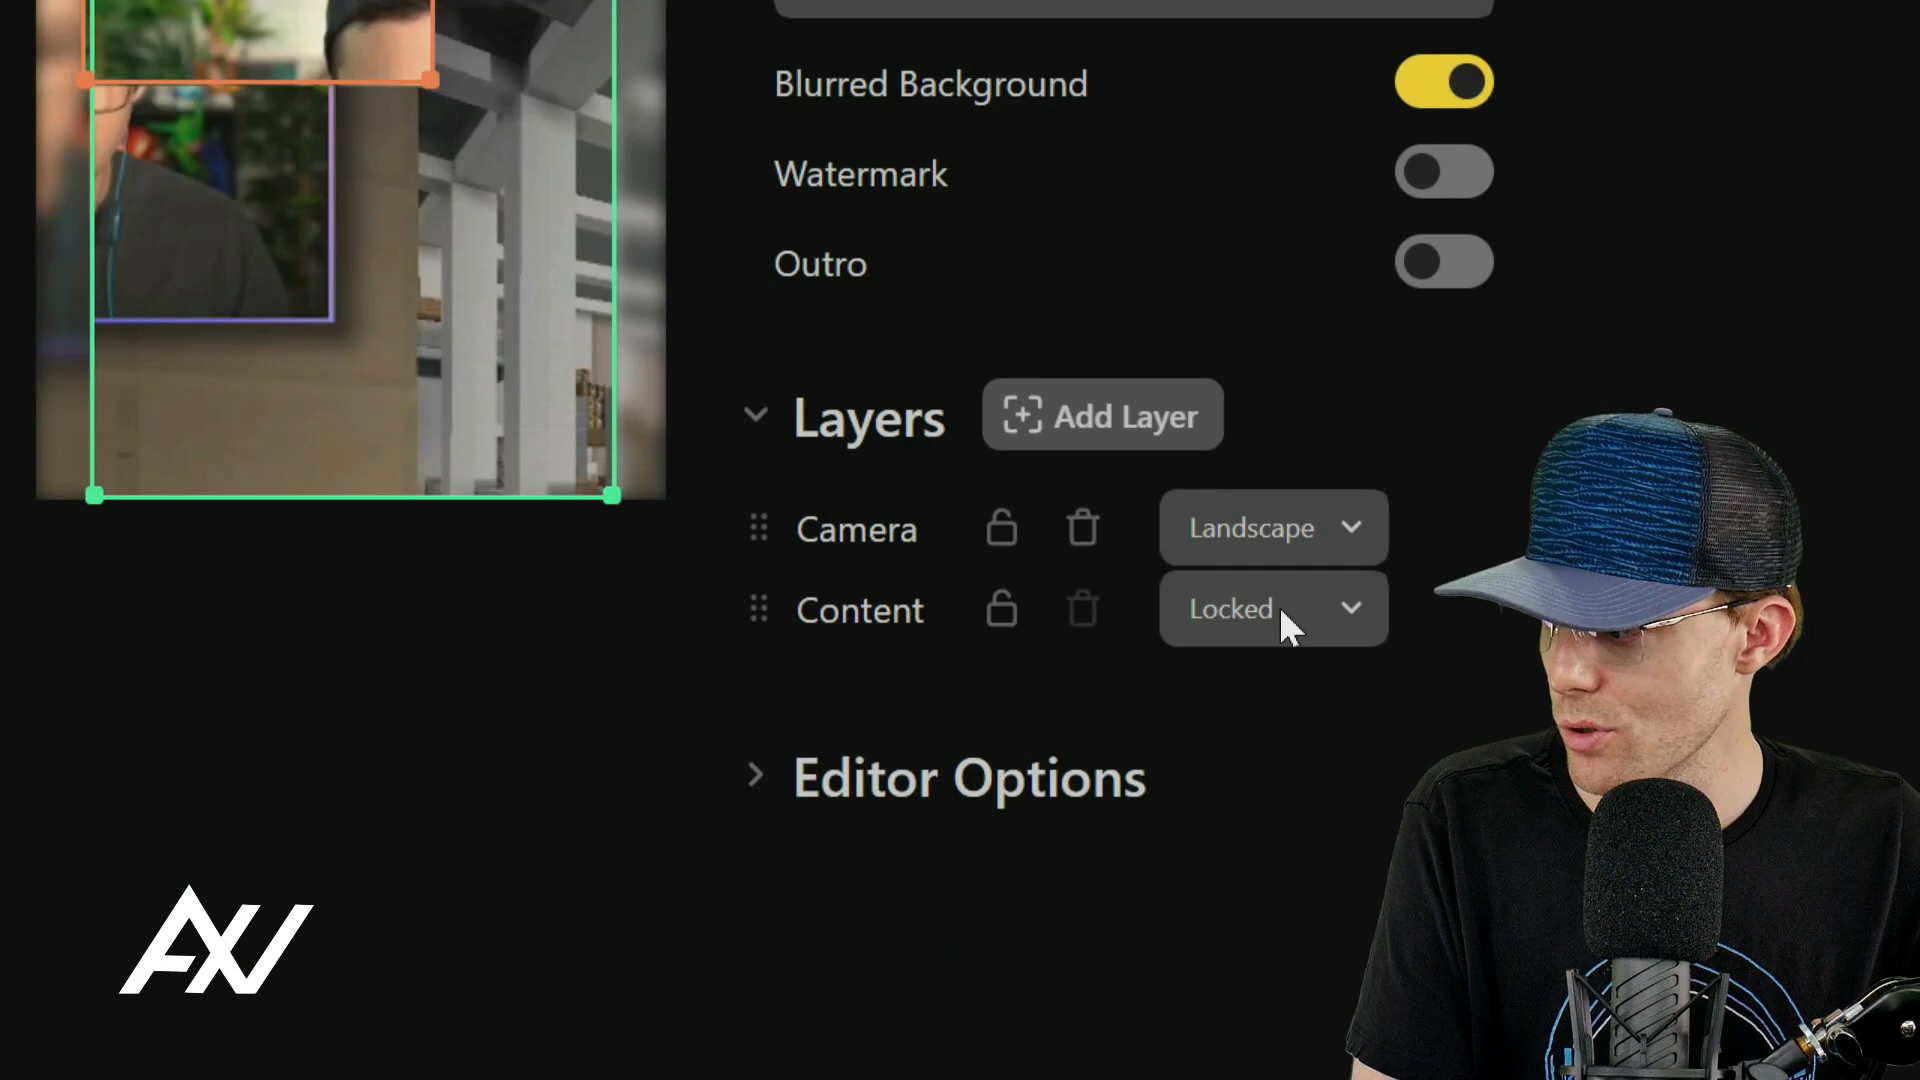 Blurred Background
Watermark
Outro
Layers
Add Layer
Camera
Landscape
Content
Locked
Editor Options